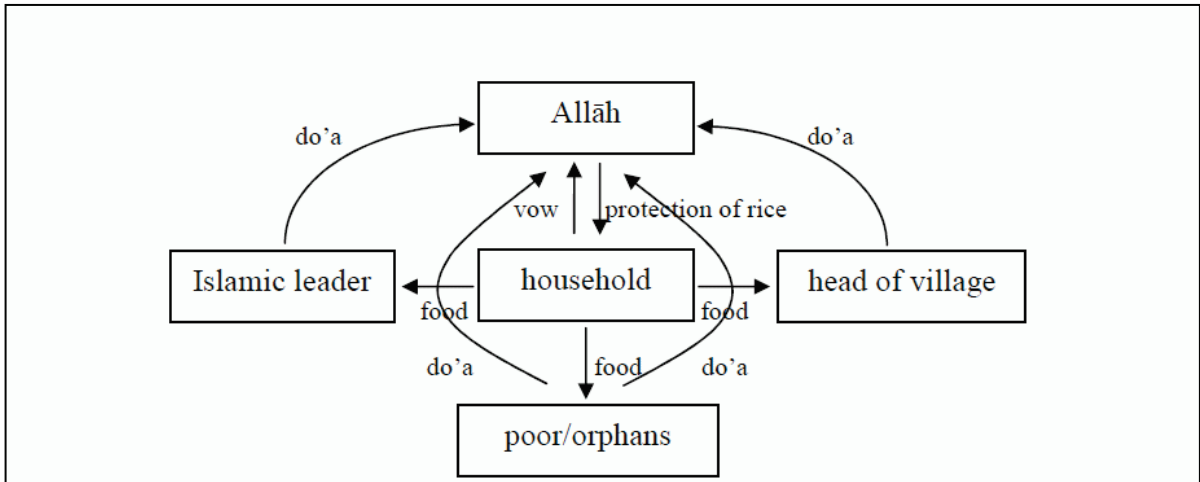 Allāh
do’a
do’a
vow
protection of rice
Islamic leader
household
head of village
food
food
do’a
food
do’a
poor/orphans